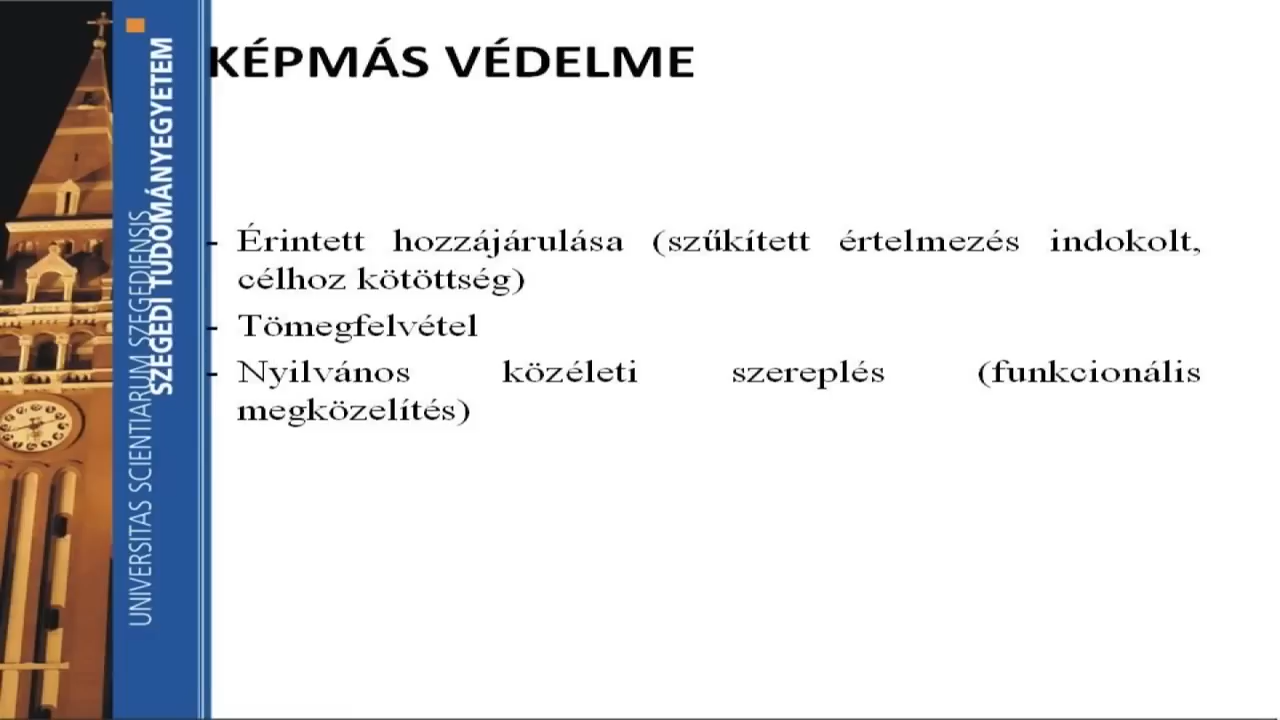 KÉPMÁS VÉDELME
- Érintett hozzájárulása (szűkített értelmezés indokolt,
célhoz kötöttség)
- Tömegfelvétel
- Nyilvános közéleti szereplés (funkcionális
megközelítés)
SZEGEDI TUDOMÁNYEGYETEM
UNIVERSITAS SCIENTIARUM SZEGEDIENSIS